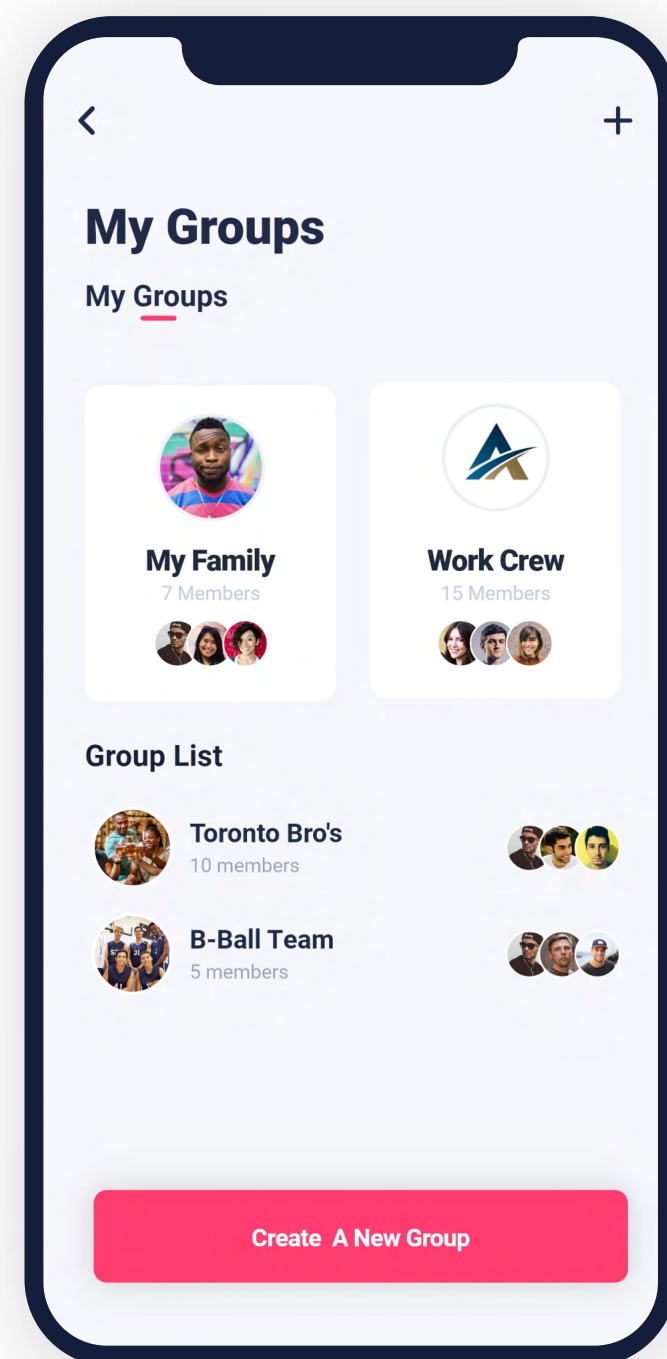 My Groups
My Groups
My Family
7 Members
Work Crew
15 Members
Group List
Toronto Bro's
10 members
B-Ball Team
5 members
Create A New Group